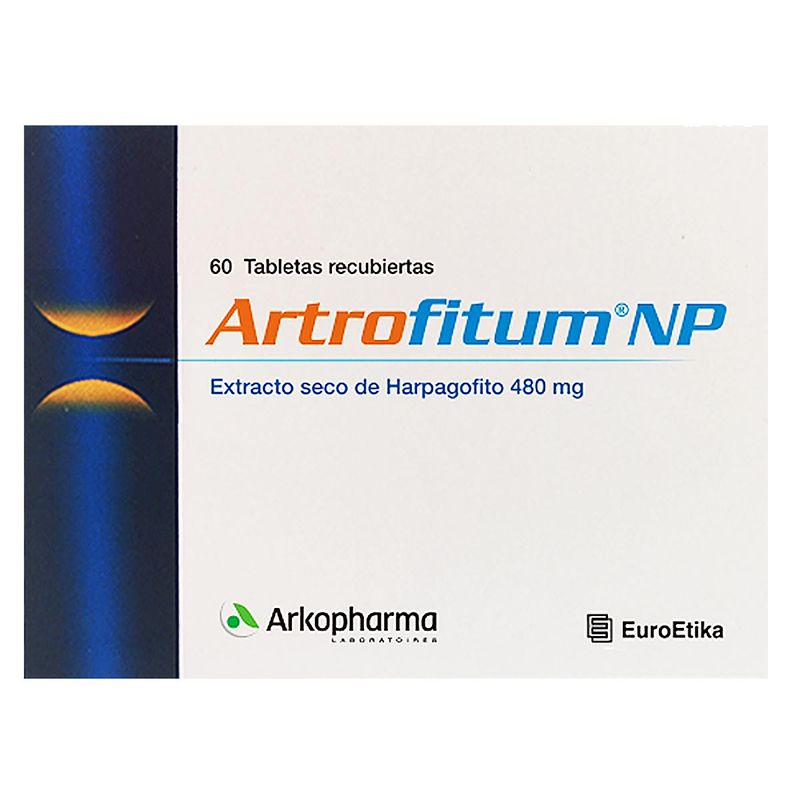 60 Tabletas recubiertas
Artrofitum® NP
Extracto seco de Harpagofito 480 mg
Arkopharma
LABORATOIRES
EuroEtika